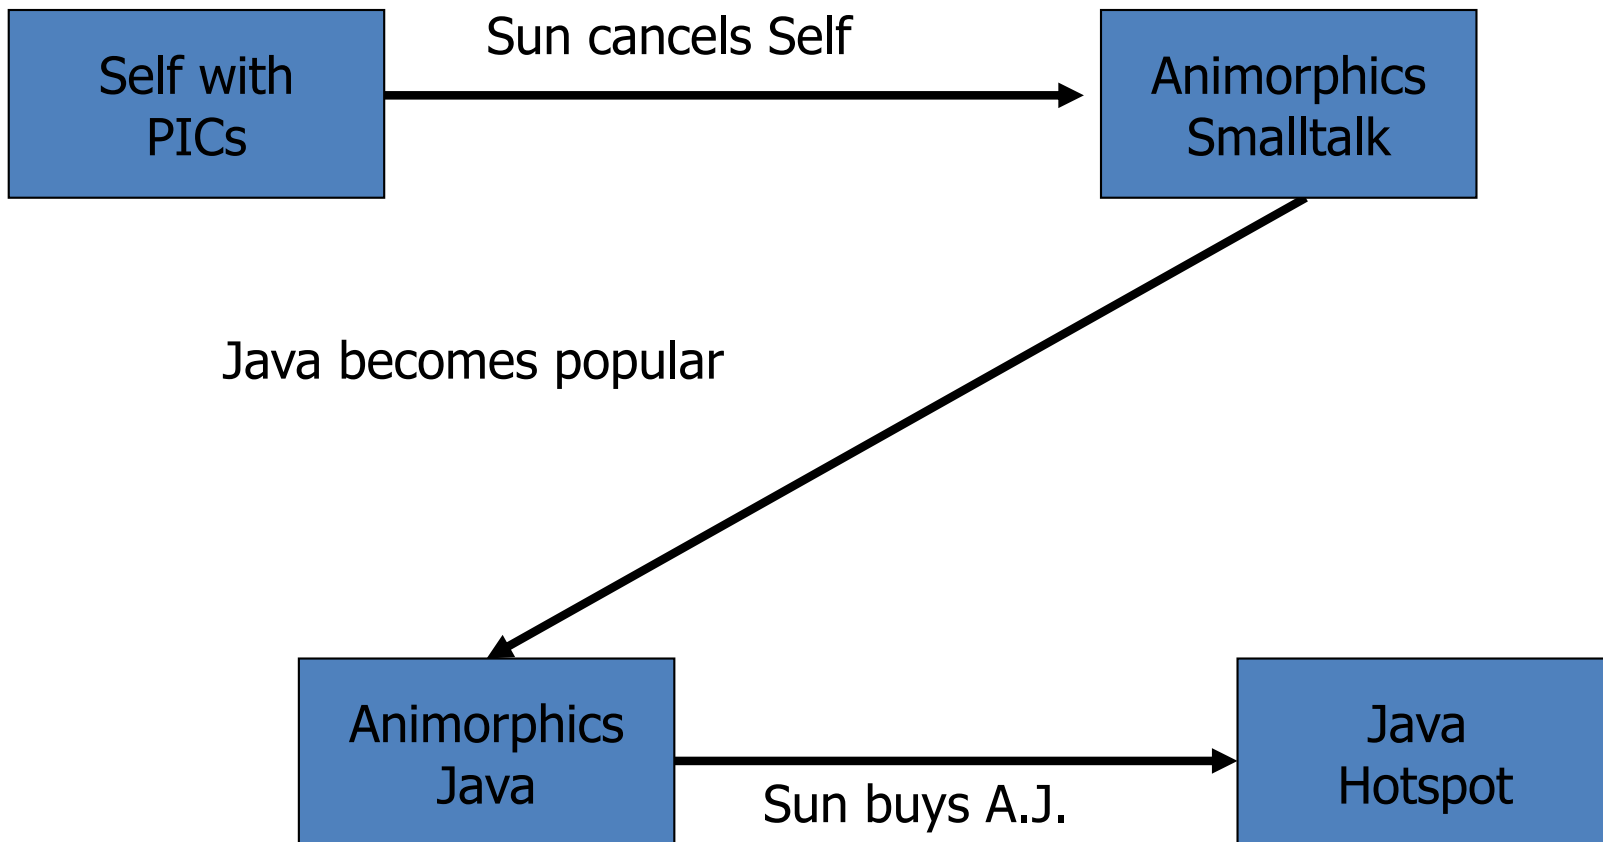 Self with
PICs
Sun cancels Self
Animorphics
Smalltalk
Java becomes popular
Animorphics
Java
Sun buys A.J.
Java
Hotspot